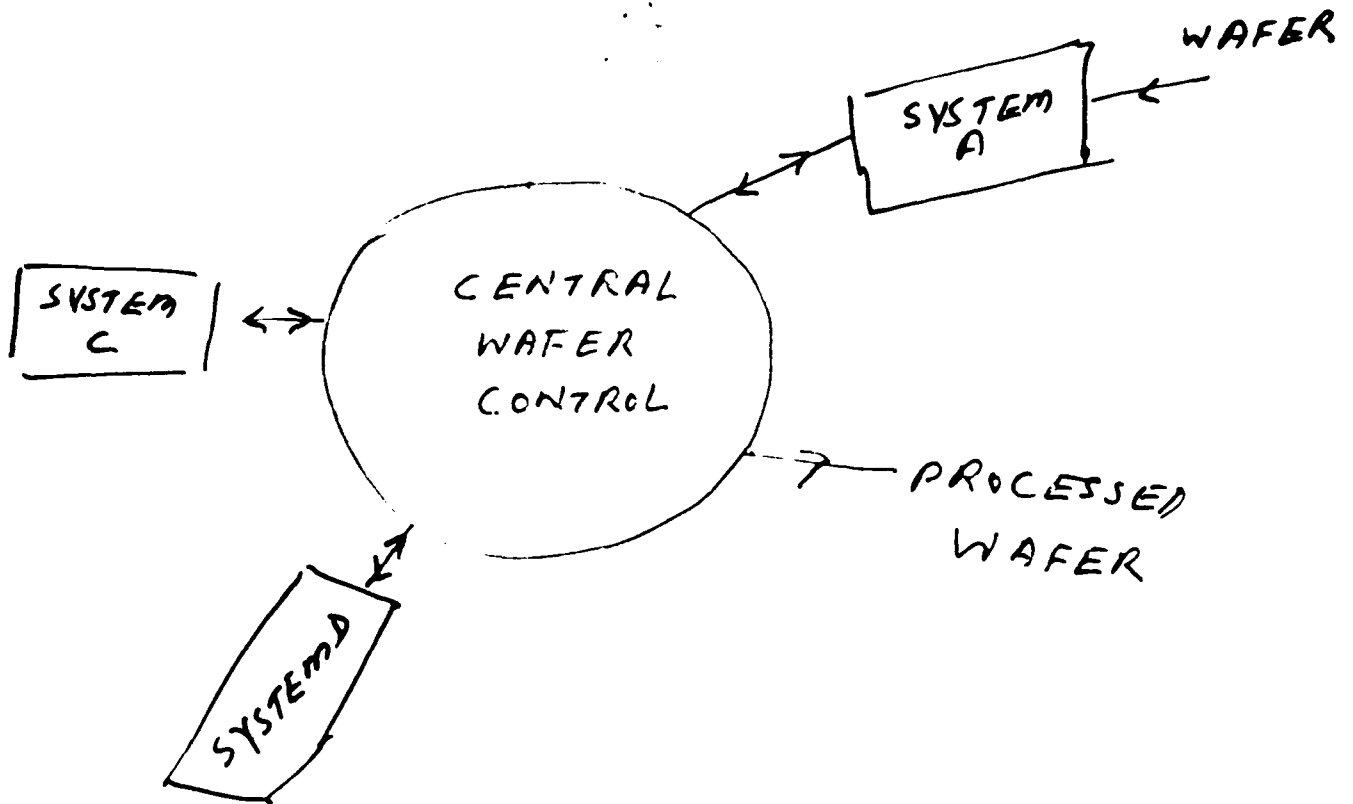 WAFER
SYSTEM
A
CENTRAL
WAFER
CONTROL
SYSTEM
C
PROCESSED
WAFER
SYSTEM D